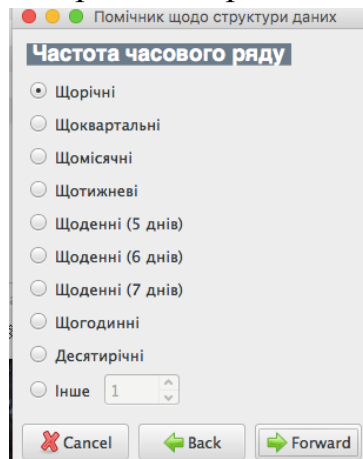 Помічник щодо структури даних
Частота часового ряду
Щорічні
Щоквартальні
Щомісячні
Щотижневі
Щоденні (5 днів)
Щоденні (6 днів)
Щоденні (7 днів)
Щогодинні
Десятирічні
Інше 1
Cancel Back Forward